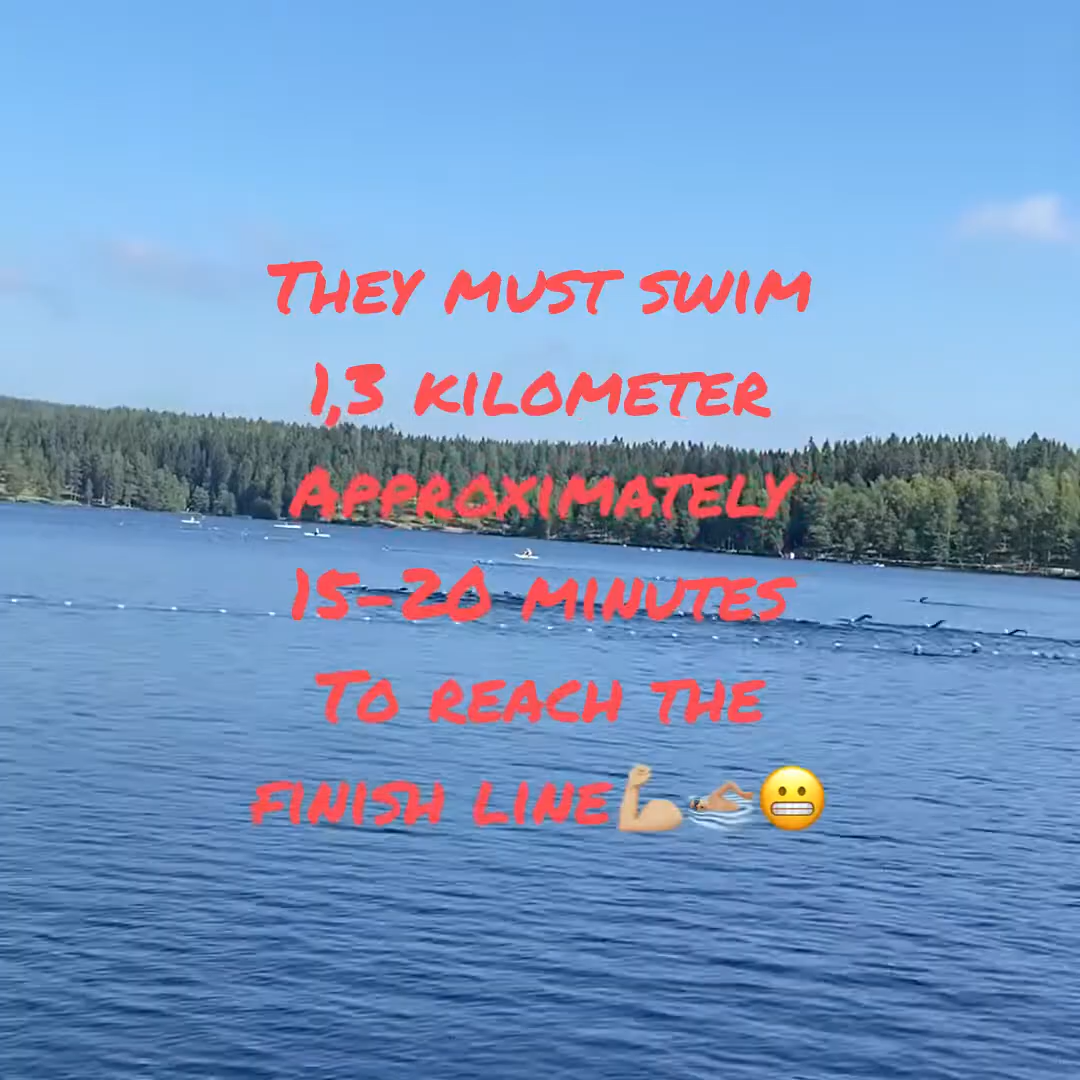 They must swim
1,3 kilometer
Approximately
15-20 minutes
To reach the
finish line💪🏼🏊🏼😬